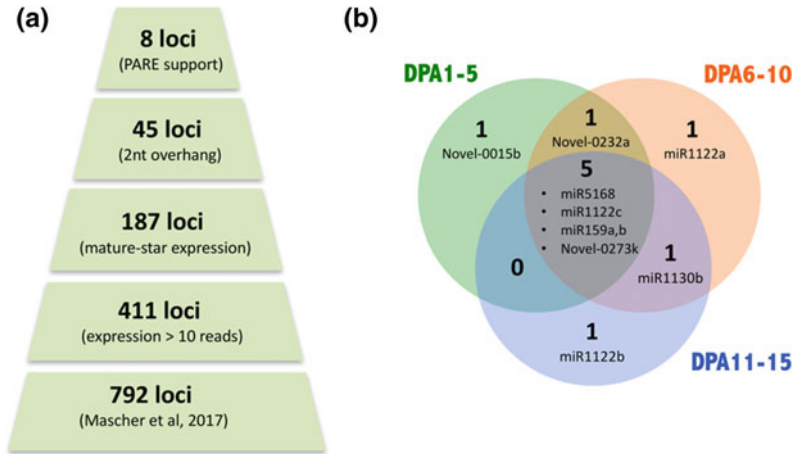 (a)
8 loci
(PARE support)
45 loci
(2nt overhang)
187 loci
(mature-star expression)
411 loci
(expression > 10 reads)
792 loci
(Mascher et al, 2017)
(b)
DPA1-5
DPA6-10
1
Novel-0015b
1
Novel-0232a
1
miR1122a
5
• miR5168
• miR1122c
• miR159a,b
• Novel-0273k
0
1
miR1130b
1
miR1122b
DPA11-15